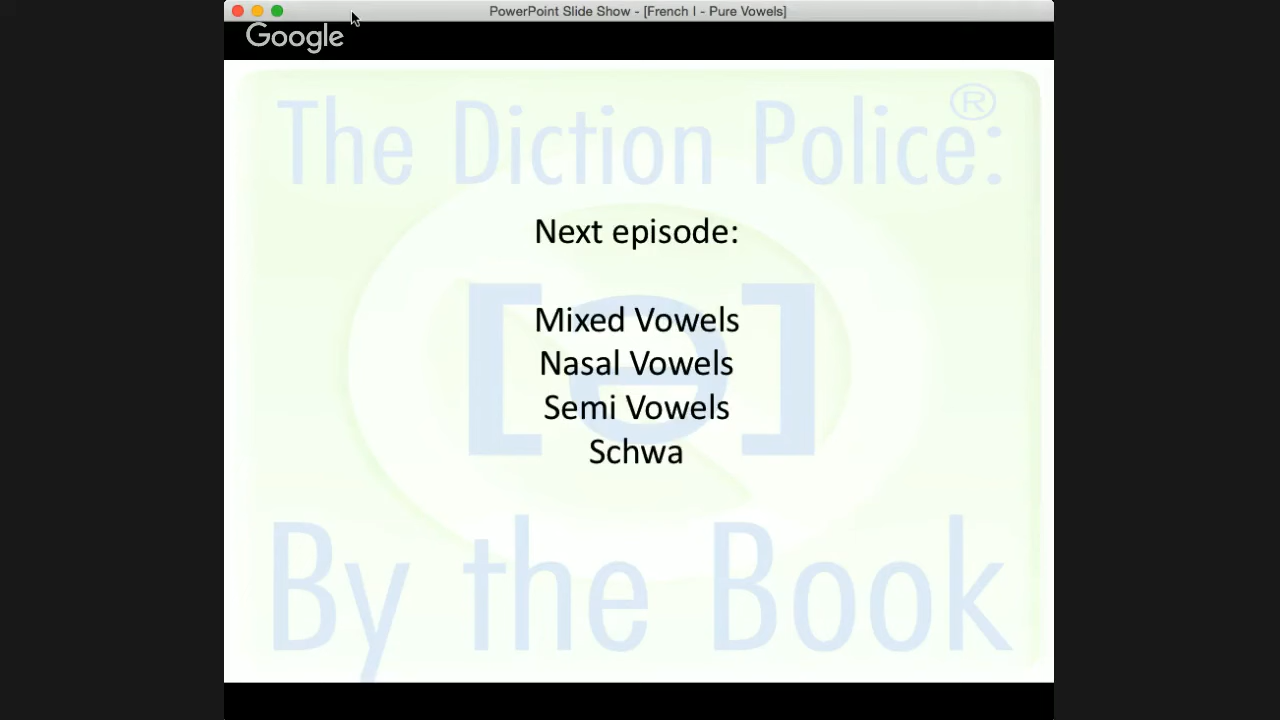 PowerPoint Slide Show - [French I - Pure Vowels]
Google
The Diction Police®:
Next episode:
Mixed Vowels
Nasal Vowels
Semi Vowels
Schwa
[ə]
By the Book